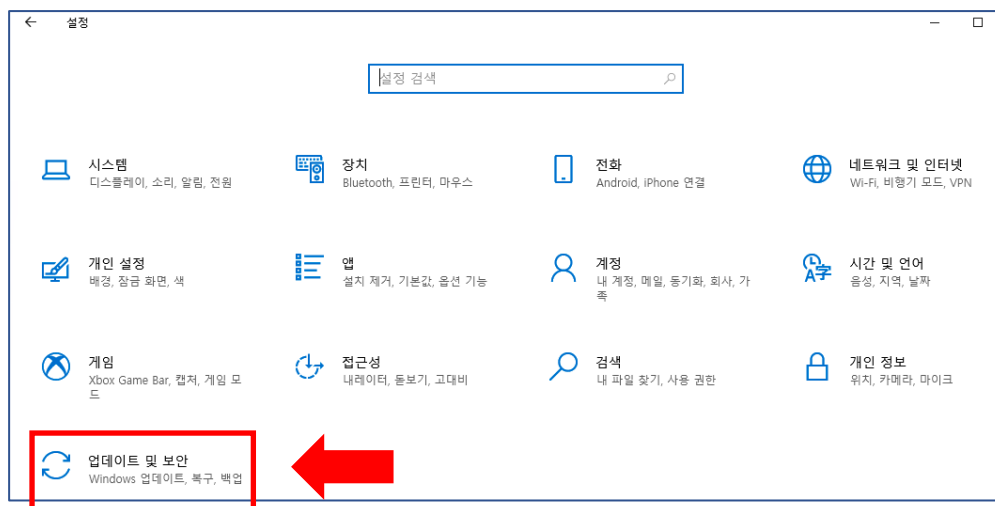 설정
설정 검색
시스템
디스플레이, 소리, 알림, 전원
장치
Bluetooth, 프린터, 마우스
전화
Android, iPhone 연결
네트워크 및 인터넷
Wi-Fi, 비행기 모드, VPN
개인 설정
배경, 잠금 화면, 색
앱
설치 제거, 기본값, 옵션 기능
계정
내 계정, 메일, 동기화, 회사, 가
족
시간 및 언어
음성, 지역, 날짜
게임
Xbox Game Bar, 캡처, 게임 모
드
접근성
내레이터, 돋보기, 고대비
검색
내 파일 찾기, 사용 권한
개인 정보
위치, 카메라, 마이크
업데이트 및 보안
Windows 업데이트, 복구, 백업